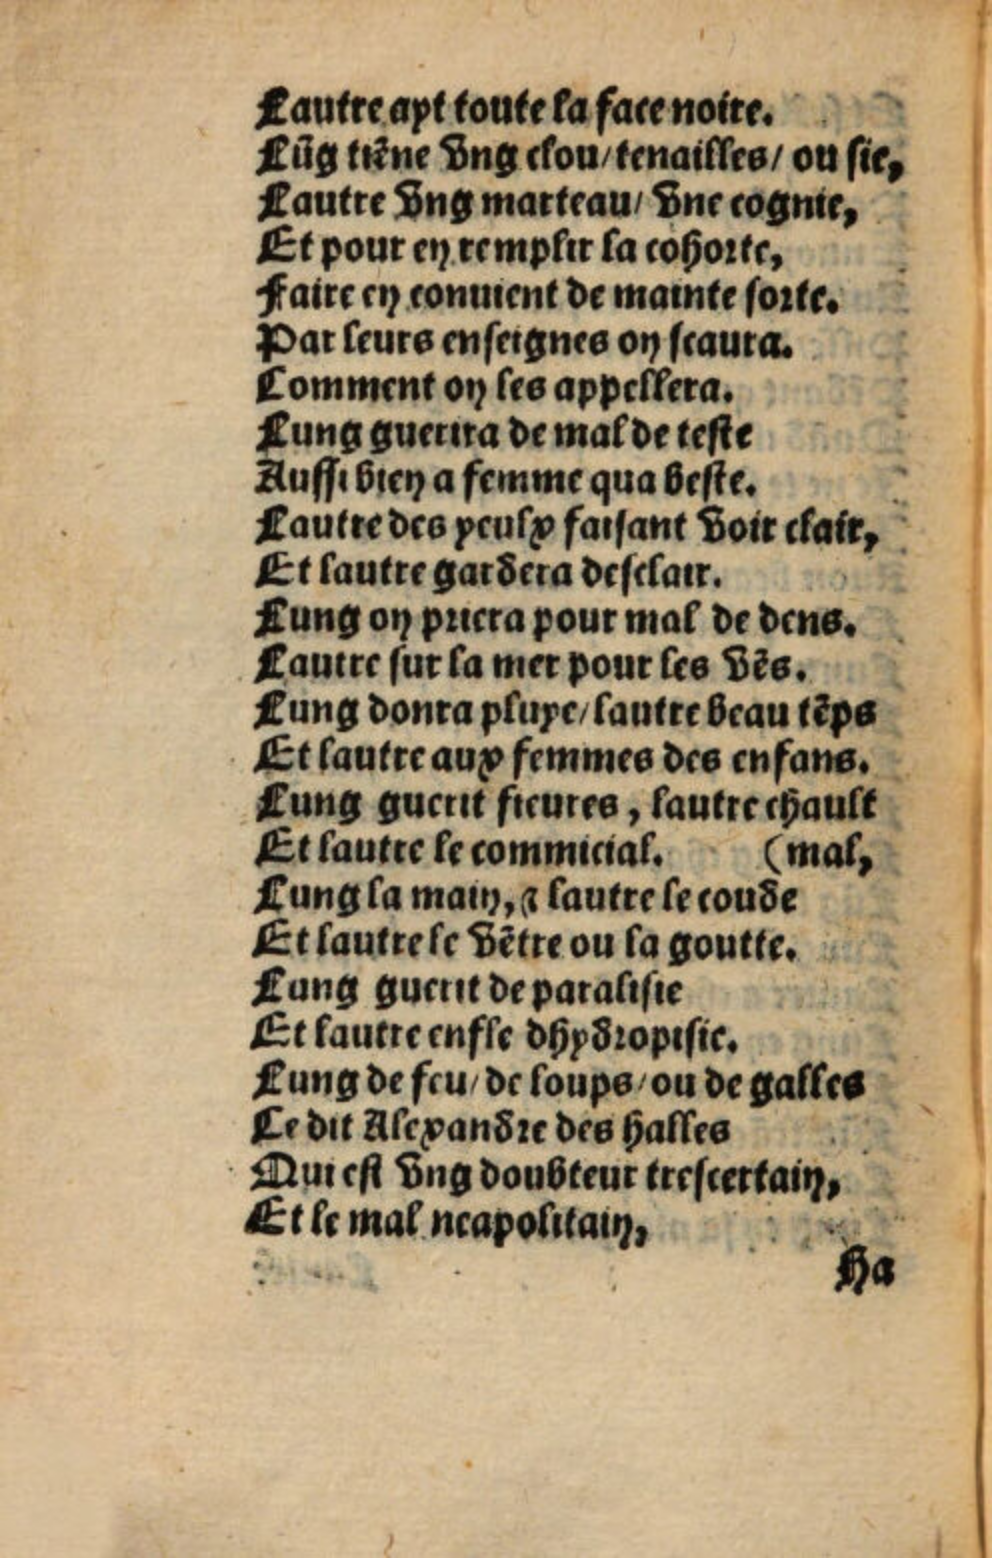 Lautre ayt toute la face noire.
Lũg tiẽne vng clou/tenailles/ ou sie,
Lautre vng marteau/ vne cognie,
Et pour en remplir la cohorte,
Faire en conuient de mainte sorte.
Par leurs enseignes on scaura.
Comment on les appellera.
Lung guerira de mal de teste
Aussi bien a femme qua beste.
Lautre des yeulx faisant voir clair,
Et lautre gardera desclair.
Lung on priera pour mal de dens.
Lautre sur la mer pour les vẽs.
Lung donra pluye/lautre beau tẽps
Et lautre aux femmes des enfans.
Lung guerit fieures, lautre chault
Et lautre le commicial. (mal,
Lung la main, ⁊ lautre le coude
Et lautre le vẽtre ou la goutte.
Lung guerit de paralisie
Et lautre enfle dhydropisie.
Lung de feu/de loups/ou de galles
Le dit Alexandre des halles
Qui est vng doubteur trescertain,
Et le mal neapolitain,
Ha